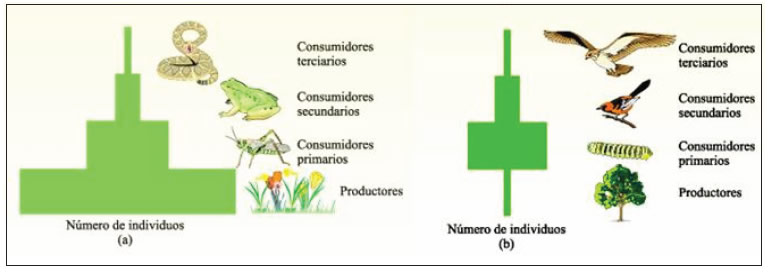 Consumidores
terciarios
Consumidores
secundarios
Consumidores
primarios
Productores
Número de individuos
(a)
Consumidores
terciarios
Consumidores
secundarios
Consumidores
primarios
Productores
Número de individuos
(b)